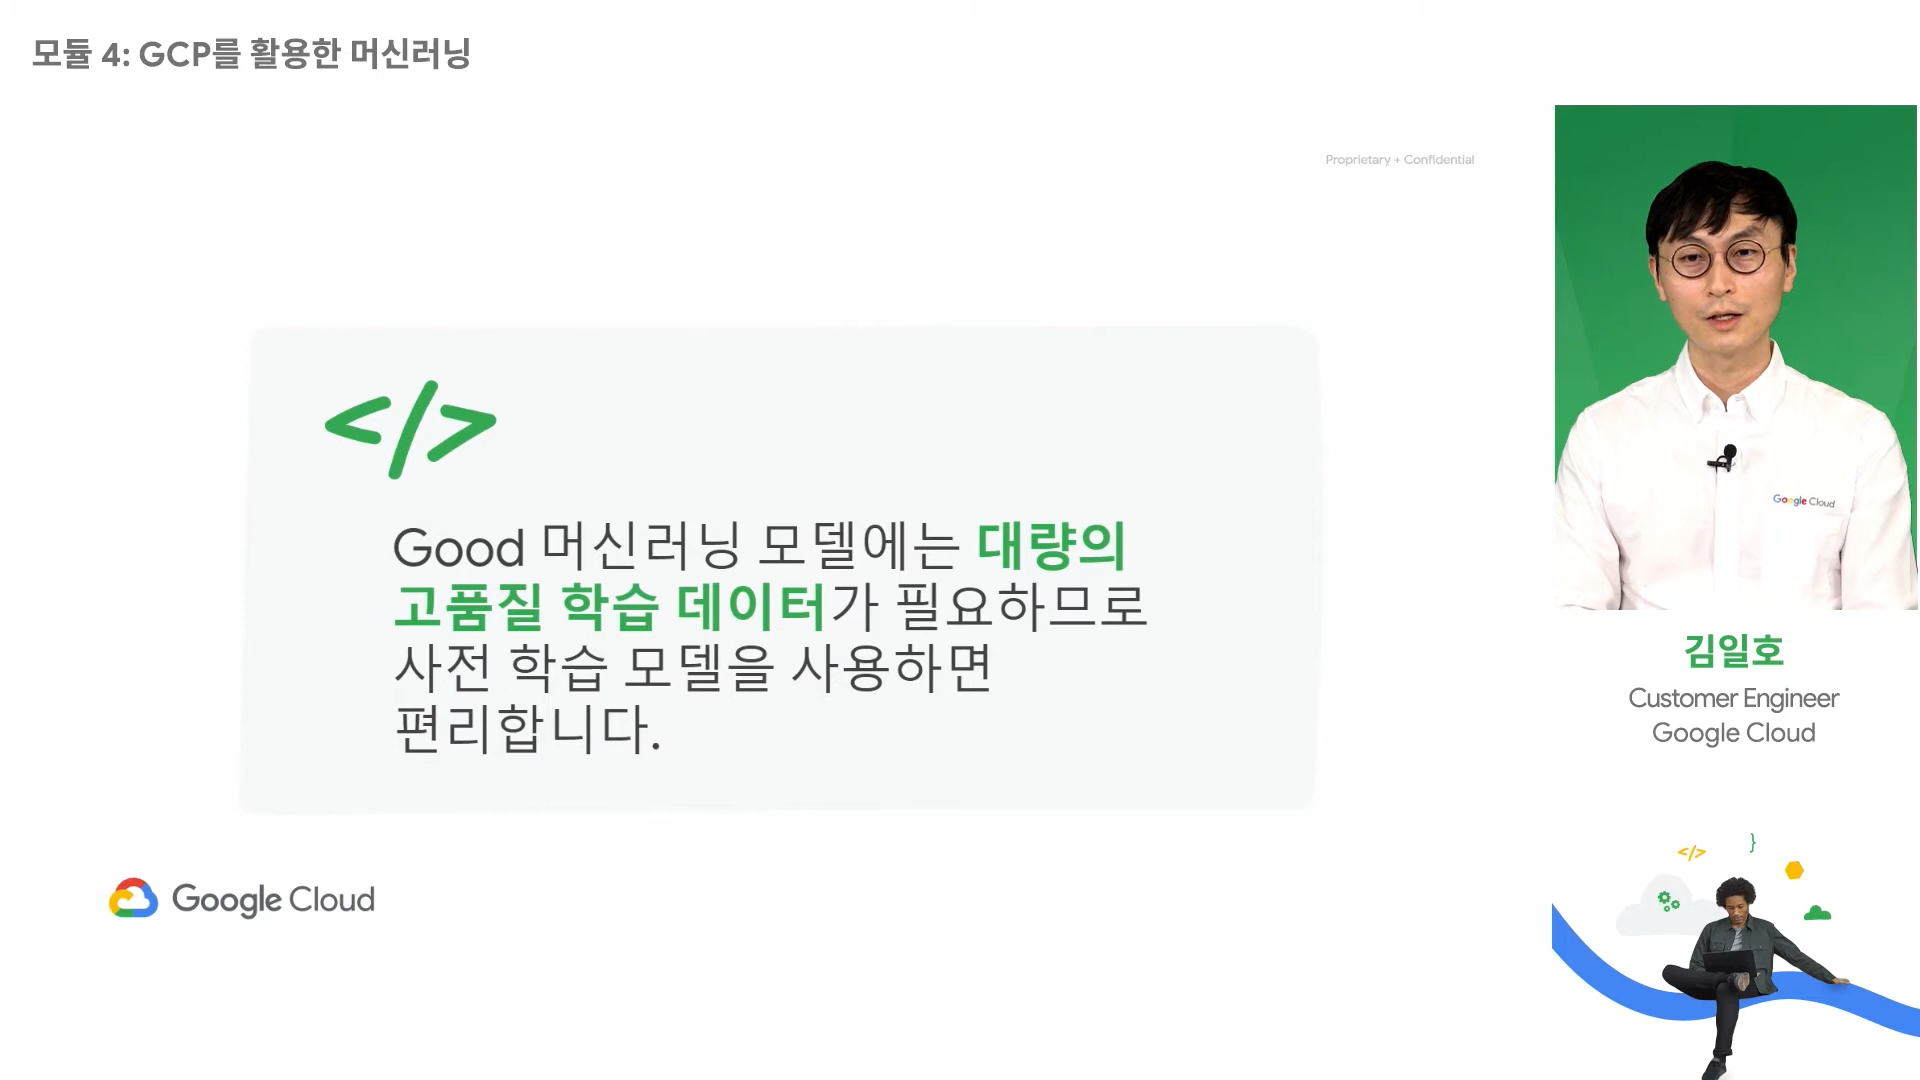 모듈 4: GCP를 활용한 머신러닝
Proprietary + Confidential
</>
Good 머신러닝 모델에는 대량의
고품질 학습 데이터가 필요하므로
사전 학습 모델을 사용하면
편리합니다.
Google Cloud
Google Cloud
김일호
Customer Engineer
Google Cloud
</>
}